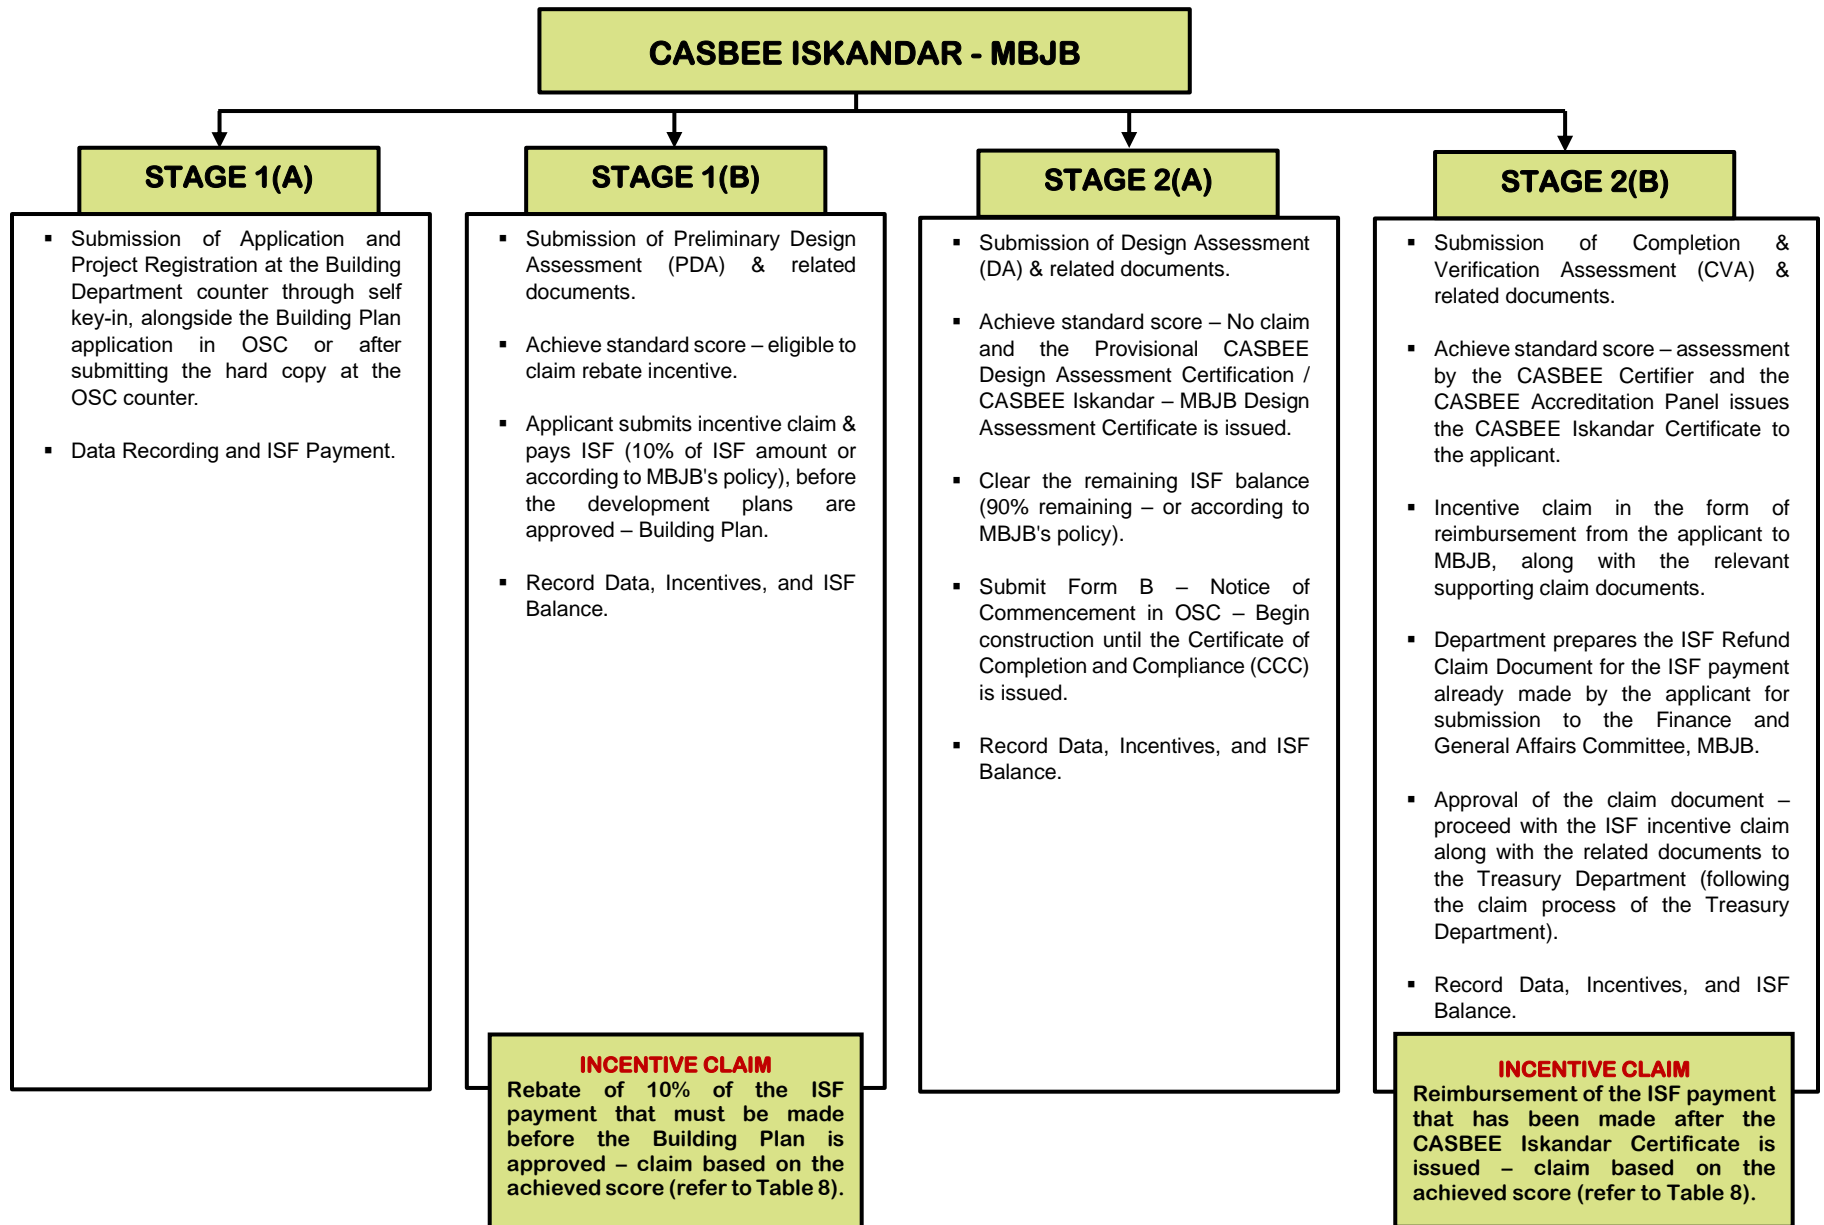 CASBEE ISKANDAR - MBJB
STAGE 1(A)
▪ Submission of Application and
Project Registration at the Building
Department counter through self
key-in, alongside the Building Plan
application in OSC or after
submitting the hard copy at the
OSC counter.
▪ Data Recording and ISF Payment.
STAGE 1(B)
▪ Submission of Preliminary Design
Assessment (PDA) & related
documents.
▪ Achieve standard score – eligible to
claim rebate incentive.
▪ Applicant submits incentive claim &
pays ISF (10% of ISF amount or
according to MBJB's policy), before
the development plans are
approved – Building Plan.
▪ Record Data, Incentives, and ISF
Balance.
INCENTIVE CLAIM
Rebate of 10% of the ISF
payment that must be made
before the Building Plan is
approved – claim based on the
achieved score (refer to Table 8).
STAGE 2(A)
▪ Submission of Design Assessment
(DA) & related documents.
▪ Achieve standard score – No claim
and the Provisional CASBEE
Design Assessment Certification /
CASBEE Iskandar – MBJB Design
Assessment Certificate is issued.
▪ Clear the remaining ISF balance
(90% remaining – or according to
MBJB's policy).
▪ Submit Form B – Notice of
Commencement in OSC – Begin
construction until the Certificate of
Completion and Compliance (CCC)
is issued.
▪ Record Data, Incentives, and ISF
Balance.
STAGE 2(B)
▪ Submission of Completion &
Verification Assessment (CVA) &
related documents.
▪ Achieve standard score – assessment
by the CASBEE Certifier and the
CASBEE Accreditation Panel issues
the CASBEE Iskandar Certificate to
the applicant.
▪ Incentive claim in the form of
reimbursement from the applicant to
MBJB, along with the relevant
supporting claim documents.
▪ Department prepares the ISF Refund
Claim Document for the ISF payment
already made by the applicant for
submission to the Finance and
General Affairs Committee, MBJB.
▪ Approval of the claim document –
proceed with the ISF incentive claim
along with the related documents to
the Treasury Department (following
the claim process of the Treasury
Department).
▪ Record Data, Incentives, and ISF
Balance.
INCENTIVE CLAIM
Reimbursement of the ISF payment
that has been made after the
CASBEE Iskandar Certificate is
issued – claim based on the
achieved score (refer to Table 8).